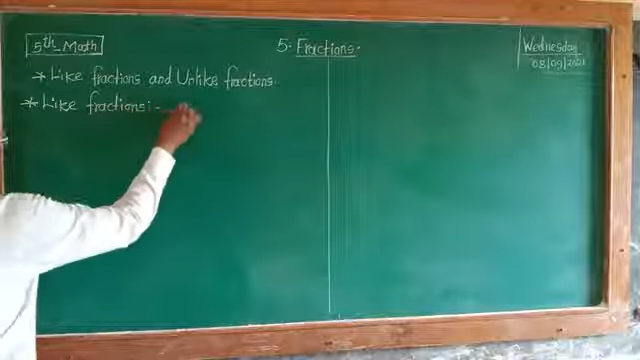 5th Math
5. Fractions.
Wednesday
08/09/2021
* Like fractions and Unlike fractions.
* Like fractions:-